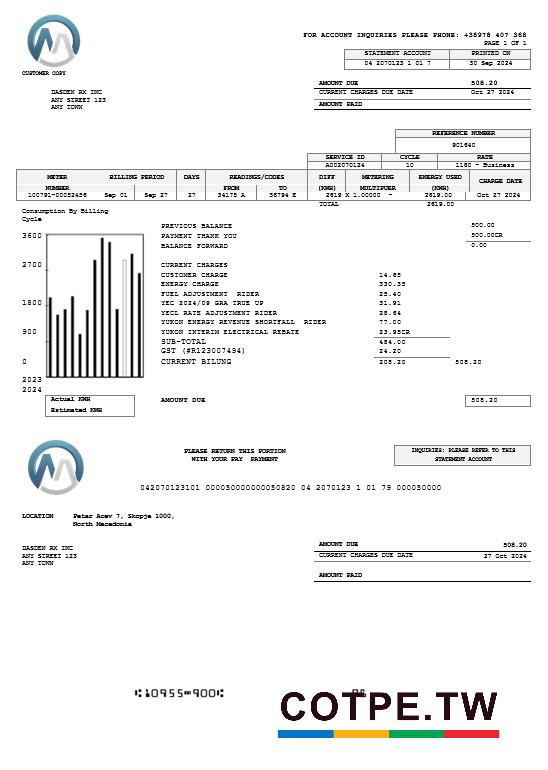 FOR ACCOUNT INQUIRIES PLEASE PHONE: +38978 407 368
PAGE 1 OF 1
STATEMENT ACCOUNT PRINTED ON
04 2070123 1 01 7 30 Sep 2024
CUSTOMER COPY
AMOUNT DUE 508.20
DASDEN RX INC CURRENT CHARGES DUE DATE Oct 27 2024
ANY STREET 123
ANY TOWN AMOUNT PAID
REFERENCE NUMBER
901640
SERVICE ID CYCLE RATE
A002070124 10 1160 - Business
METER BILLING PERIOD DAYS READINGS/CODES DIFF METERING ENERGY USED CHARGE DATE
NUMBER FROM TO (KWH) MULTIPUER (KWH)
100791-00052456 Sep 01 Sep 27 27 34175 A 36794 E 2619 X 1.00000 - 2619.00 Oct 27 2024
TOTAL 2619.00
Consumption By Billing
Cycle
PREVIOUS BALANCE 500.00
PAYMENT THANK YOU 500.00CR
BALANCE FORWARD 0.00
3600
2700
1800
900
0
2023
2024
Actual KWH
Estimated KWH
CURRENT CHARGES
CUSTOMER CHARGE 14.65
ENERGY CHARGE 330.35
FUEL ADJUSTMENT RIDER 25.40
YEC 2024/09 GRA TRUE UP 31.91
YECL RATE ADJUSTMENT RIDER 28.64
YUKON ENERGY REVENUE SHORTFALL RIDER 77.00
YUKON INTERIM ELECTRICAL REBATE 23.95CR
SUB-TOTAL 484.00
GST (#R123007494) 24.20
CURRENT BILUNG 208.20 508.20
AMOUNT DUE 508.20
PLEASE RETURN THIS PORTION
WITH YOUR PAY PAYMENT
INQUIRIES: PLEASE REFER TO THIS
STATEMENT ACCOUNT
042070123101 000050000000050820 04 2070123 1 01 79 000050000
LOCATION Petar Acev 7, Skopje 1000,
North Macedonia
DASDEN RX INC
ANY STREET 123
ANY TOWN
AMOUNT DUE 508.20
CURRENT CHARGES DUE DATE 27 Oct 2024
AMOUNT PAID
⑆10955⑉900⑆
COTPE.TW